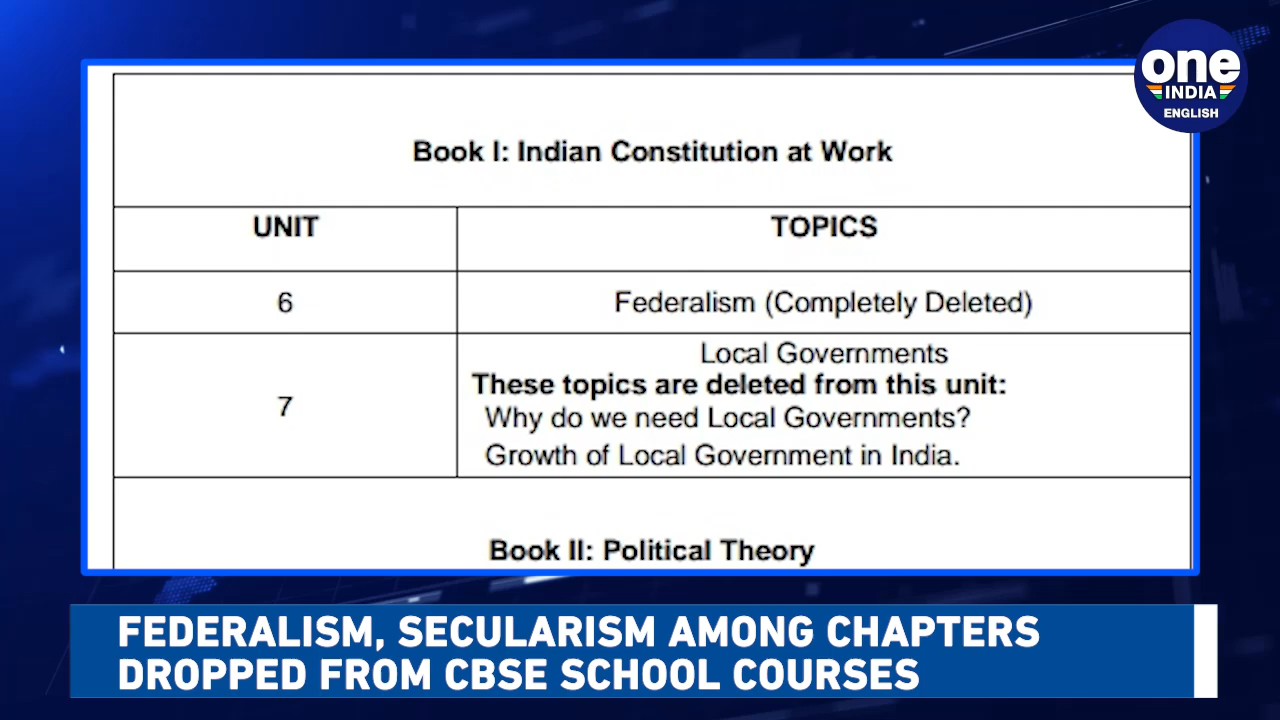 one
INDIA
ENGLISH
Book I: Indian Constitution at Work
UNIT
TOPICS
6
Federalism (Completely Deleted)
7
Local Governments
These topics are deleted from this unit:
Why do we need Local Governments?
Growth of Local Government in India.
Book II: Political Theory
FEDERALISM, SECULARISM AMONG CHAPTERS
DROPPED FROM CBSE SCHOOL COURSES